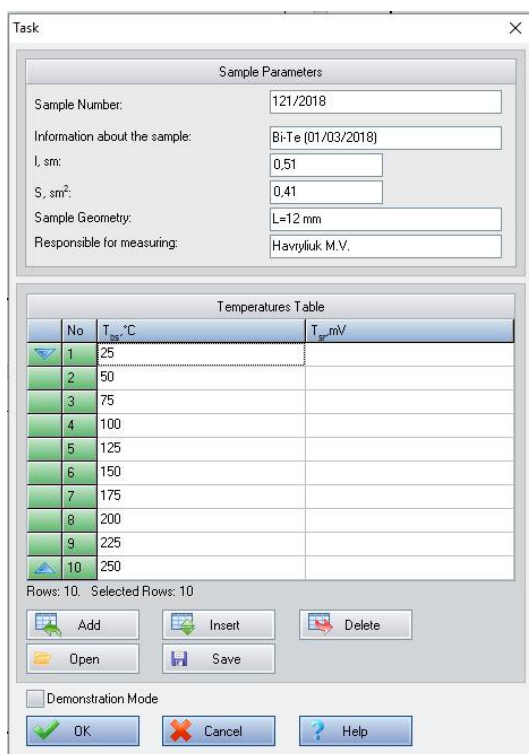 Task
Sample Parameters
Sample Number: 121/2018
Information about the sample: Bi-Te (01/03/2018)
l, sm: 0,51
S, sm²: 0,41
Sample Geometry: L=12 mm
Responsible for measuring: Havryliuk M.V.
Temperatures Table
No Tbs,°C Tsr,mV
1 25
2 50
3 75
4 100
5 125
6 150
7 175
8 200
9 225
10 250
Rows: 10. Selected Rows: 10
Add Insert Delete
Open Save
Demonstration Mode
OK Cancel Help